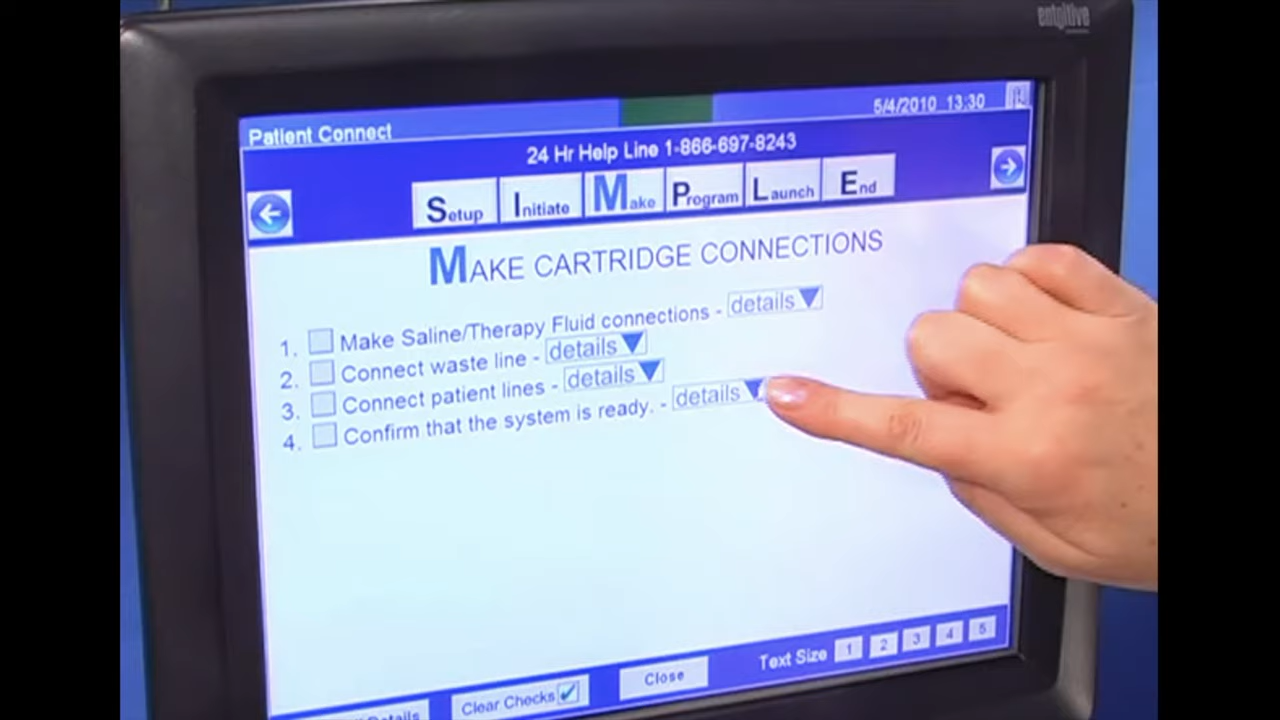 entuitive
5/4/2010 13:30
Patient Connect
24 Hr Help Line 1-866-697-8243
Setup Initiate Make Program Launch End
MAKE CARTRIDGE CONNECTIONS
1. Make Saline/Therapy Fluid connections - details
2. Connect waste line - details
3. Connect patient lines - details
4. Confirm that the system is ready. - details
Details Clear Checks Close Text Size 1 2 3 4 5